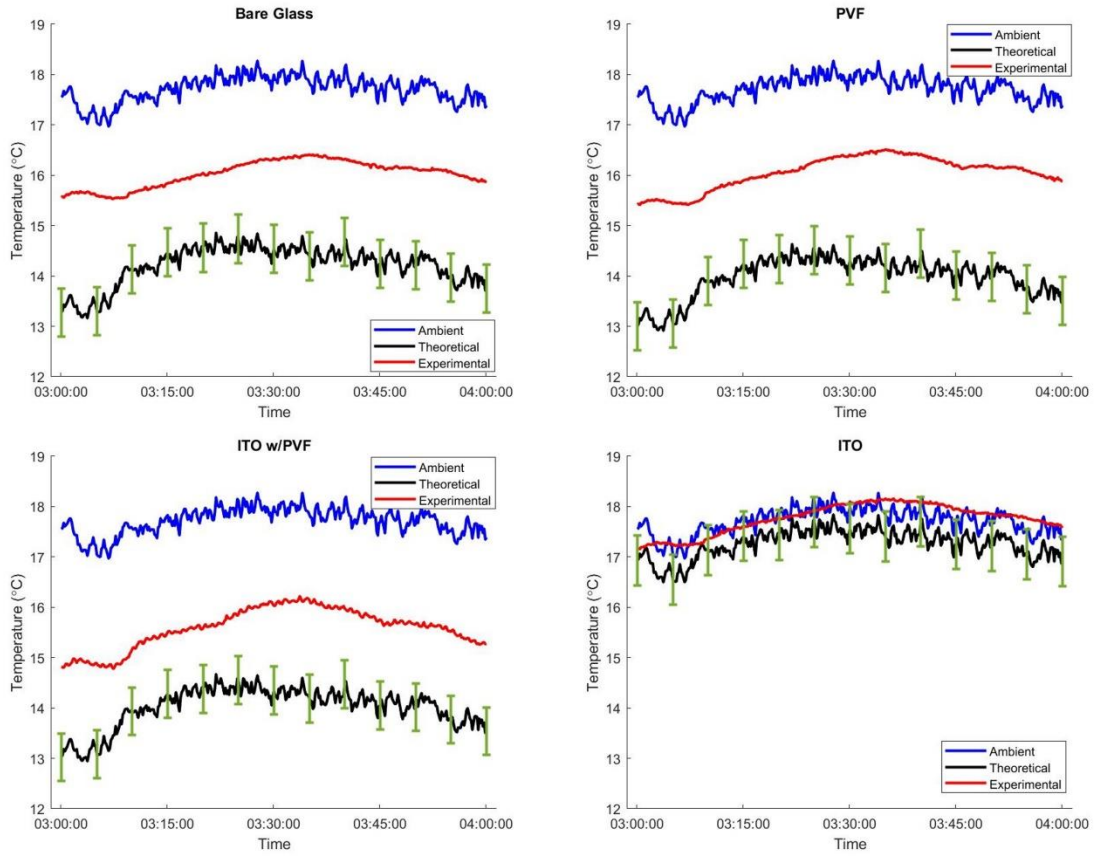 Bare Glass
19
18
17
16
15
14
13
12
Temperature (°C)
Ambient
Theoretical
Experimental
03:00:00 03:15:00 03:30:00 03:45:00 04:00:00
Time
PVF
19
18
17
16
15
14
13
12
Temperature (°C)
Ambient
Theoretical
Experimental
03:00:00 03:15:00 03:30:00 03:45:00 04:00:00
Time
ITO w/PVF
19
18
17
16
15
14
13
12
Temperature (°C)
Ambient
Theoretical
Experimental
03:00:00 03:15:00 03:30:00 03:45:00 04:00:00
Time
ITO
19
18
17
16
15
14
13
12
Temperature (°C)
Ambient
Theoretical
Experimental
03:00:00 03:15:00 03:30:00 03:45:00 04:00:00
Time